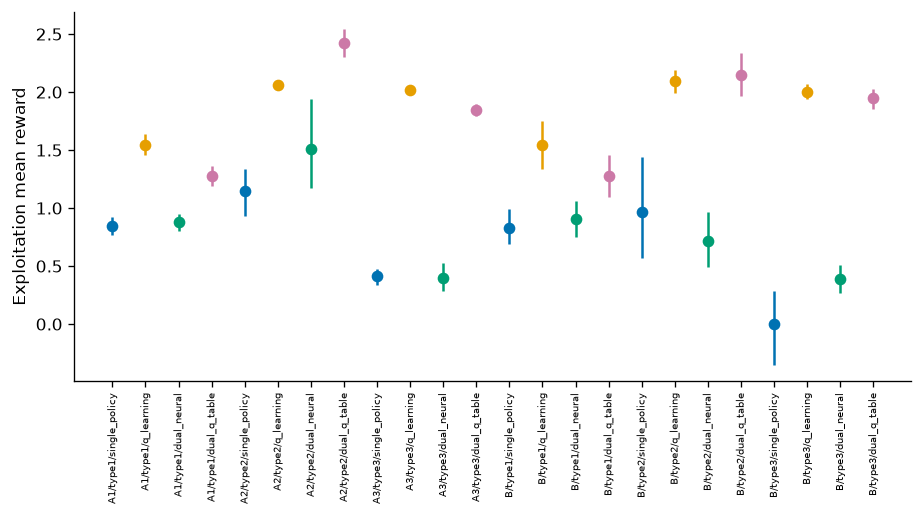 Exploitation mean reward
2.5
2.0
1.5
1.0
0.5
0.0
A1/type1/single_policy
A1/type1/q_learning
A1/type1/dual_neural
A1/type1/dual_q_table
A2/type2/single_policy
A2/type2/q_learning
A2/type2/dual_neural
A2/type2/dual_q_table
A3/type3/single_policy
A3/type3/q_learning
A3/type3/dual_neural
A3/type3/dual_q_table
B/type1/single_policy
B/type1/q_learning
B/type1/dual_neural
B/type1/dual_q_table
B/type2/single_policy
B/type2/q_learning
B/type2/dual_neural
B/type2/dual_q_table
B/type3/single_policy
B/type3/q_learning
B/type3/dual_neural
B/type3/dual_q_table